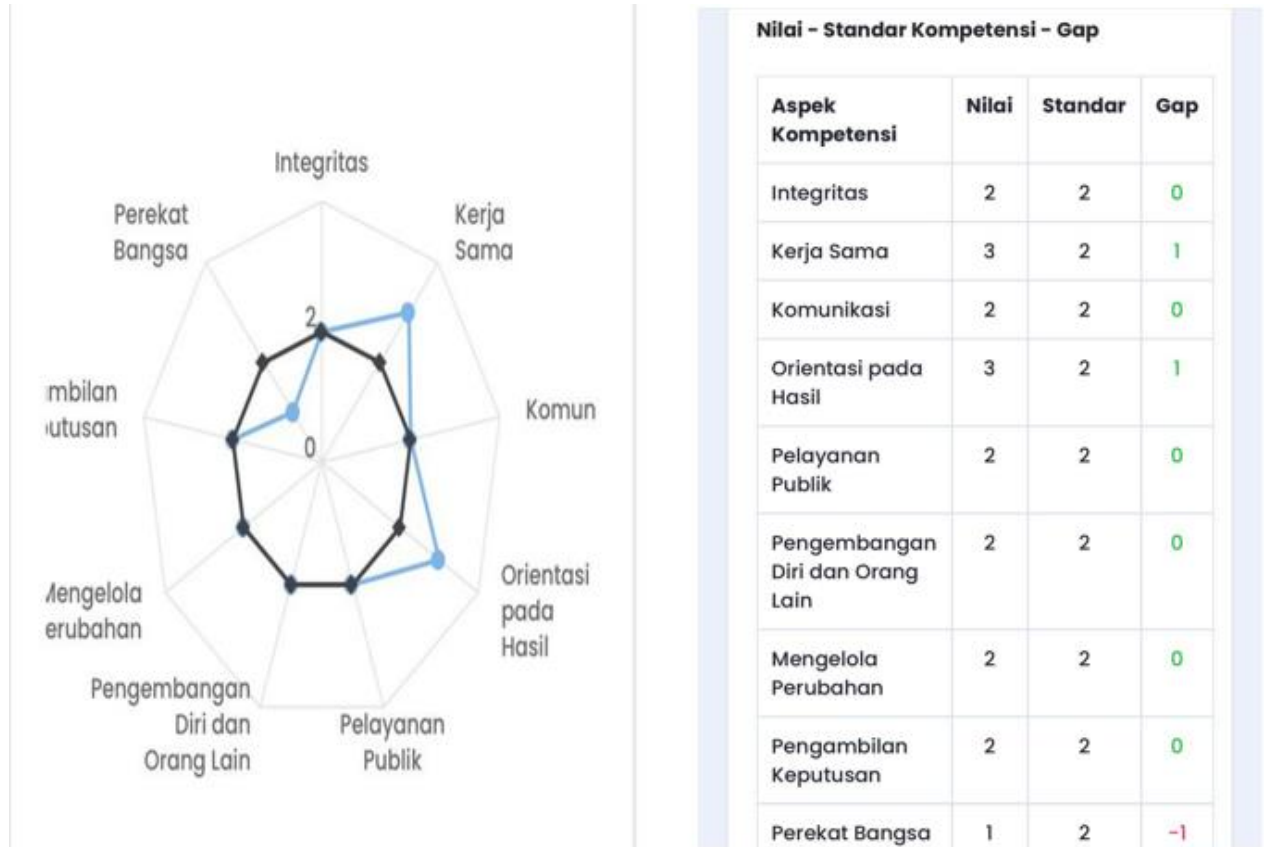 Integritas
Perekat
Bangsa
Kerja
Sama
2
mbilan
utusan
0
Komun
Orientasi
pada
Hasil
engelola
erubahan
Pengembangan
Diri dan
Orang Lain
Pelayanan
Publik
Nilai - Standar Kompetensi - Gap
Aspek Kompetensi Nilai Standar Gap
Integritas 2 2 0
Kerja Sama 3 2 1
Komunikasi 2 2 0
Orientasi pada Hasil 3 2 1
Pelayanan Publik 2 2 0
Pengembangan Diri dan Orang Lain 2 2 0
Mengelola Perubahan 2 2 0
Pengambilan Keputusan 2 2 0
Perekat Bangsa 1 2 -1